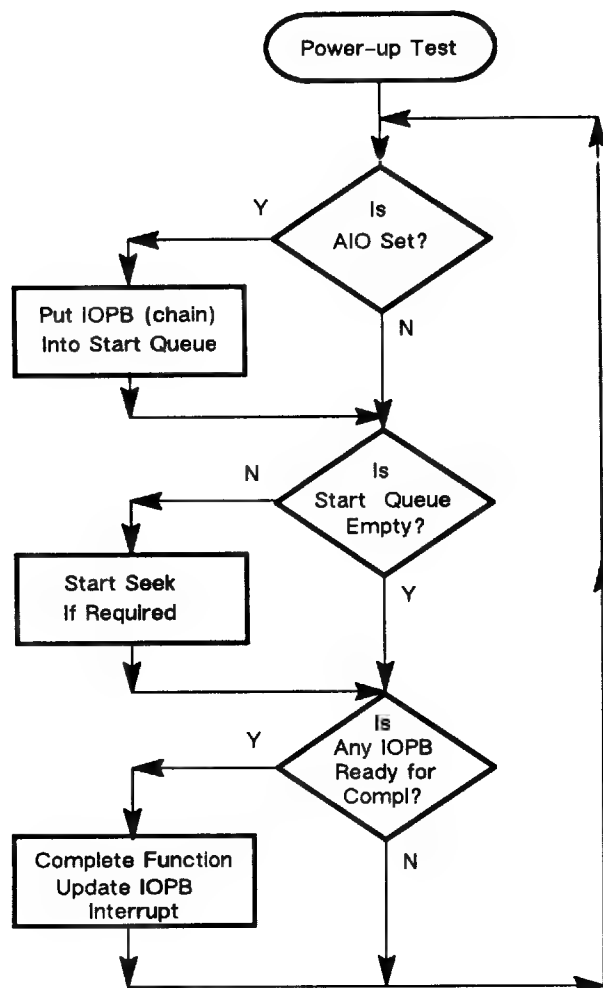 Power-up Test
Y
Is
AIO Set?
Put IOPB (chain)
Into Start Queue
N
N
Is
Start Queue
Empty?
Start Seek
If Required
Y
Y
Is
Any IOPB
Ready for
Compl?
Complete Function
Update IOPB
Interrupt
N